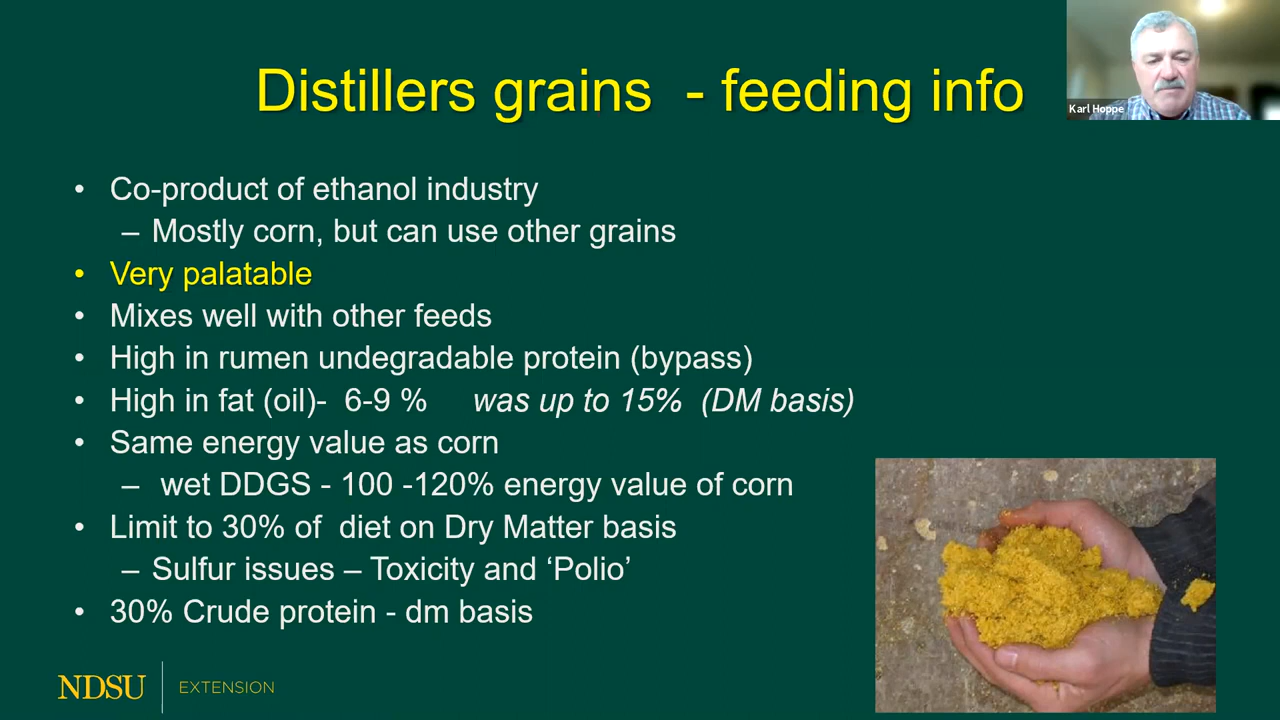 Distillers grains - feeding info
Karl Hoppe
• Co-product of ethanol industry
– Mostly corn, but can use other grains
• Very palatable
• Mixes well with other feeds
• High in rumen undegradable protein (bypass)
• High in fat (oil)- 6-9 % was up to 15% (DM basis)
• Same energy value as corn
– wet DDGS - 100 -120% energy value of corn
• Limit to 30% of diet on Dry Matter basis
– Sulfur issues – Toxicity and ‘Polio’
• 30% Crude protein - dm basis
NDSU EXTENSION